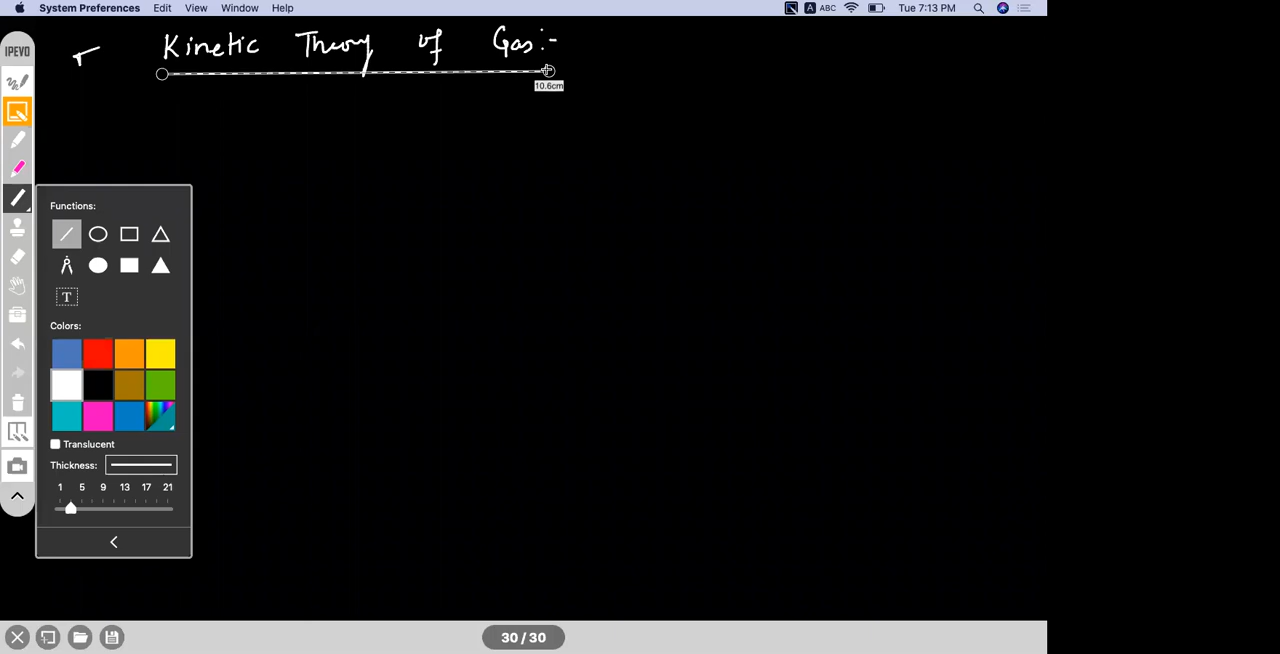 System Preferences Edit View Window Help
A ABC Tue 7:13 PM
Kinetic Theory of Gas:-
10.6cm
IPEVO
Functions:
T
Colors:
Translucent
Thickness:
1 5 9 13 17 21
30 / 30